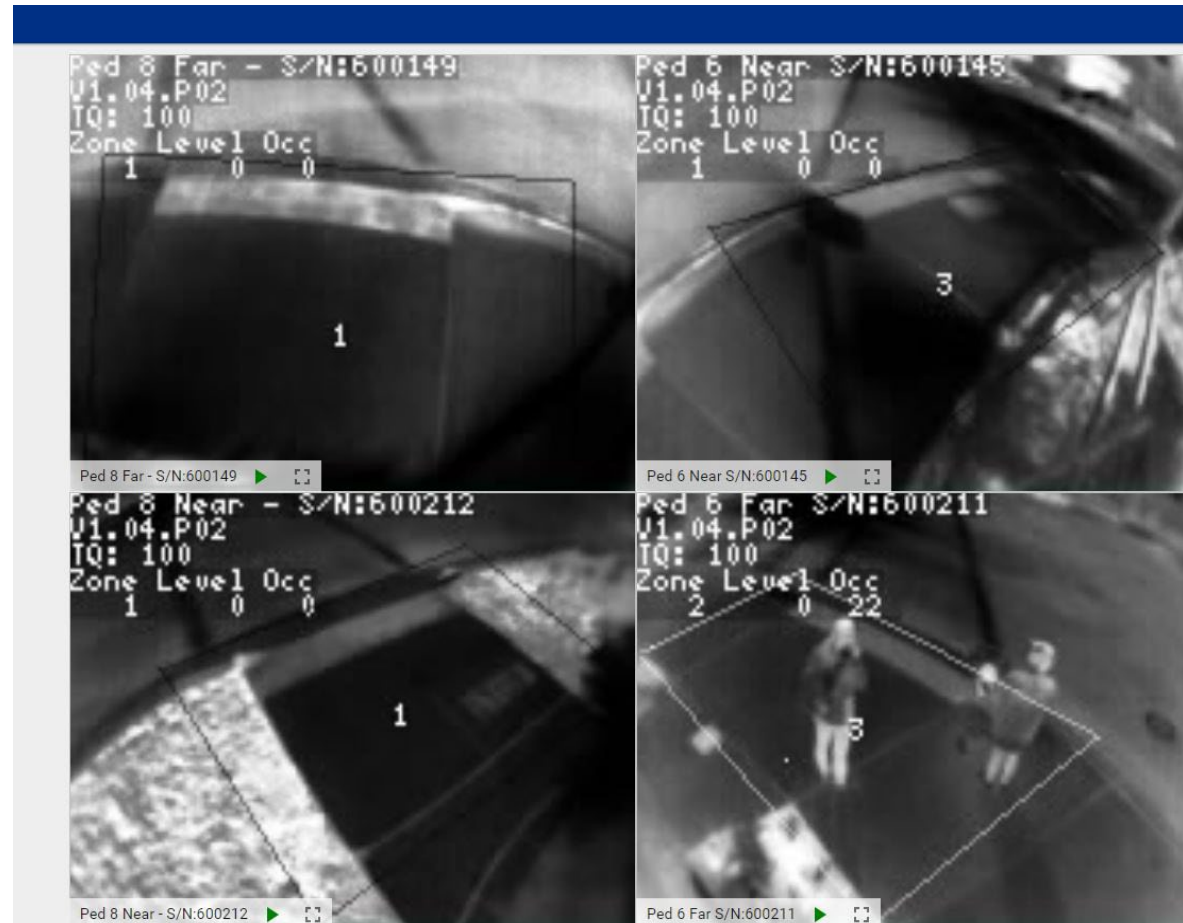 Ped 8 Far - S/N:600149
V1.04.P02
TQ: 100
Zone Level Occ
1 0 0
1
Ped 8 Far - S/N:600149
Ped 6 Near S/N:600145
V1.04.P02
TQ: 100
Zone Level Occ
1 0 0
3
Ped 6 Near S/N:600145
Ped 8 Near - S/N:600212
V1.04.P02
TQ: 100
Zone Level Occ
1 0 0
1
Ped 8 Near - S/N:600212
Ped 6 Far S/N:600211
V1.04.P02
TQ: 100
Zone Level Occ
2 0 22
3
Ped 6 Far S/N:600211